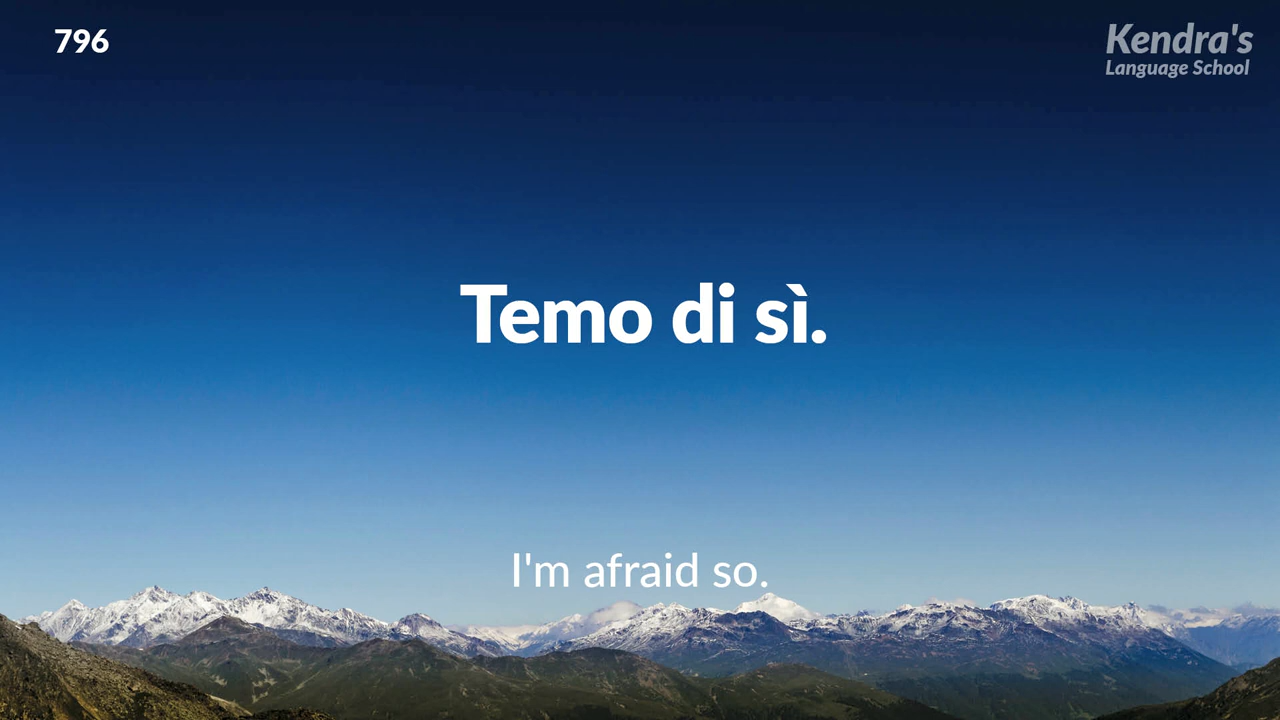 796
Kendra's
Language School
Temo di sì.
I'm afraid so.